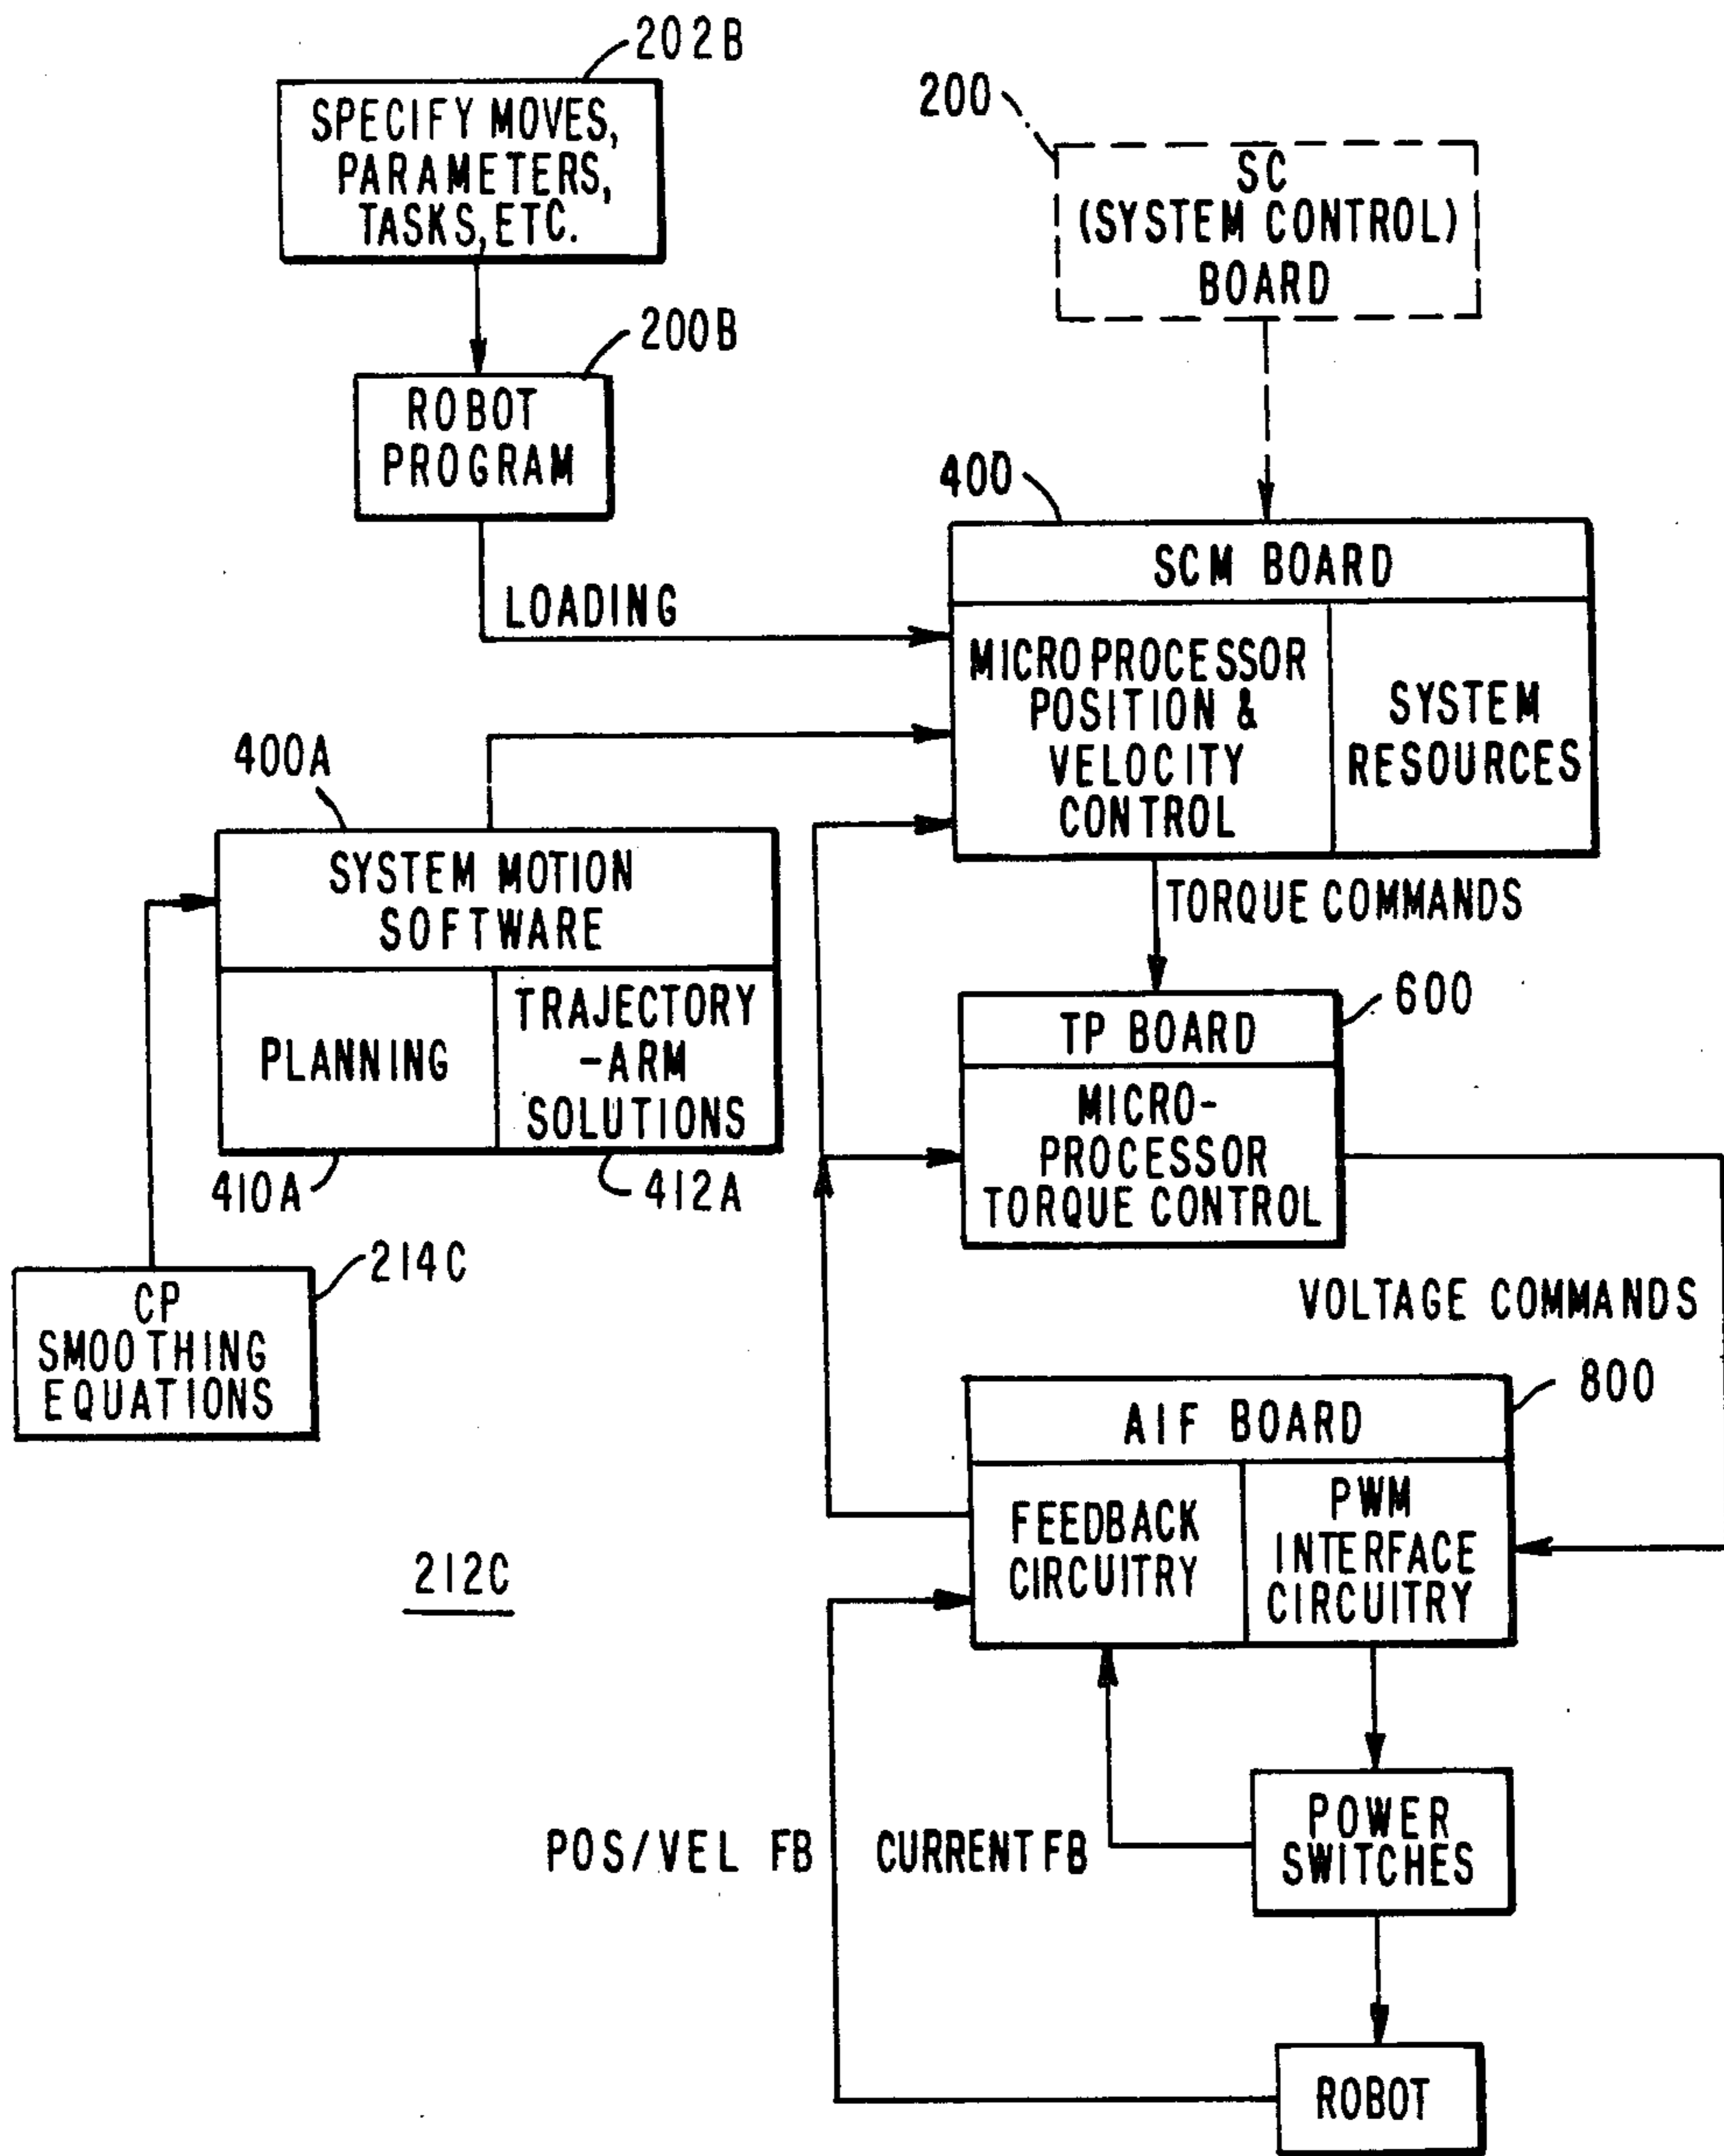 202B
SPECIFY MOVES,
PARAMETERS,
TASKS, ETC.
200
SC
(SYSTEM CONTROL)
BOARD
200B
ROBOT
PROGRAM
LOADING
400
SCM BOARD
MICROPROCESSOR
POSITION &
VELOCITY
CONTROL
SYSTEM
RESOURCES
400A
SYSTEM MOTION
SOFTWARE
PLANNING
TRAJECTORY
-ARM
SOLUTIONS
410A
412A
TORQUE COMMANDS
600
TP BOARD
MICRO-
PROCESSOR
TORQUE CONTROL
214C
CP
SMOOTHING
EQUATIONS
VOLTAGE COMMANDS
800
AIF BOARD
FEEDBACK
CIRCUITRY
PWM
INTERFACE
CIRCUITRY
212C
POS/VEL FB
CURRENT FB
POWER
SWITCHES
ROBOT